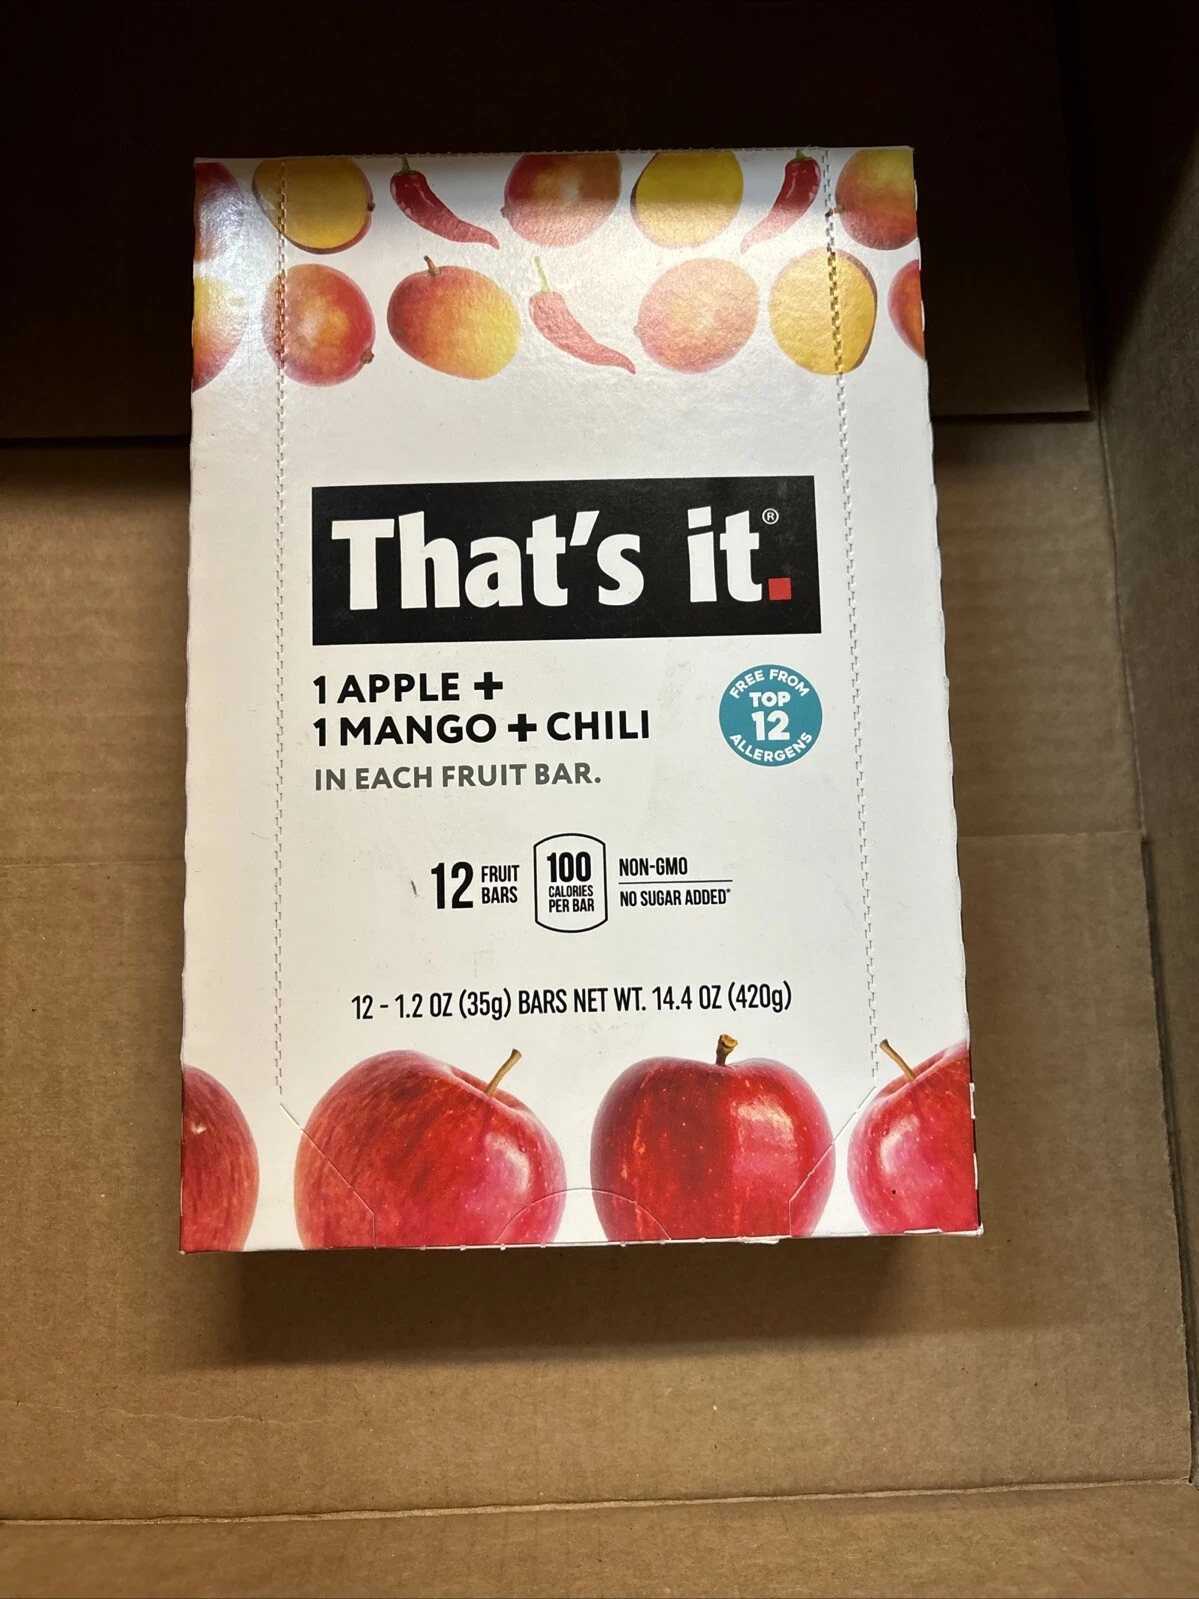 That's it.®
1 APPLE +
1 MANGO + CHILI
IN EACH FRUIT BAR.
FREE FROM
TOP
12
ALLERGENS
12 FRUIT
BARS
100
CALORIES
PER BAR
NON-GMO
NO SUGAR ADDED*
12 - 1.2 OZ (35g) BARS NET WT. 14.4 OZ (420g)